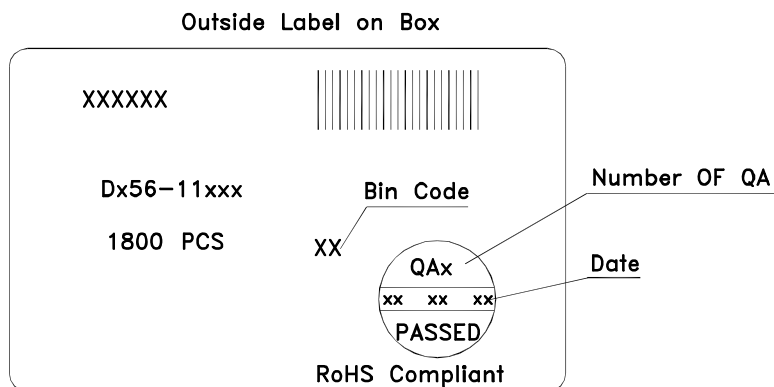 Outside Label on Box
XXXXXX
Dx56-11xxx
Bin Code
Number OF QA
1800 PCS
XX
QAx
Date
xx xx xx
PASSED
RoHS Compliant